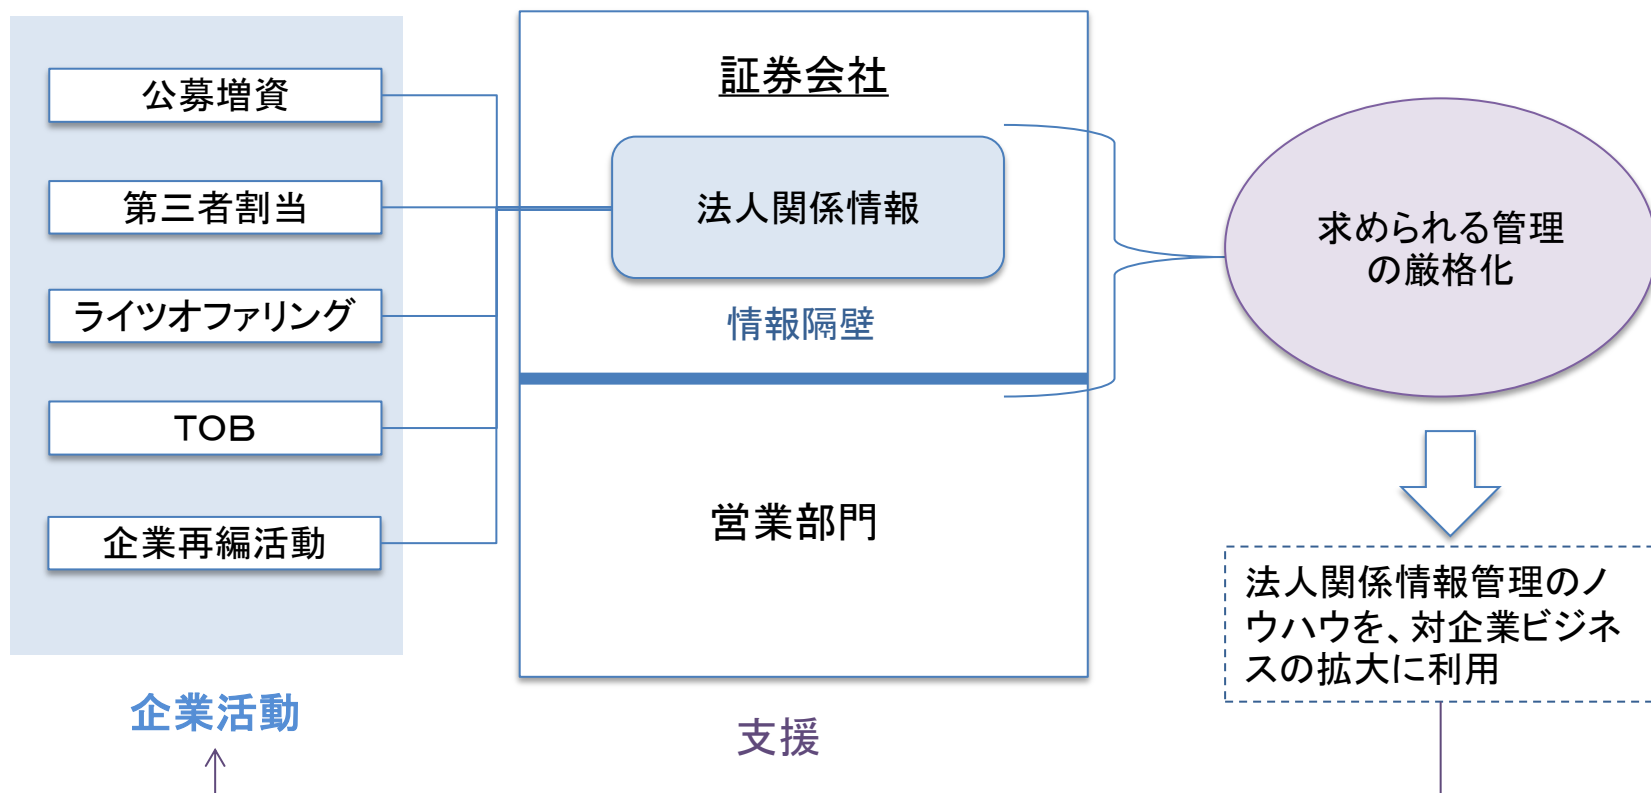 公募増資
第三者割当
ライツオファリング
TOB
企業再編活動
企業活動
証券会社
法人関係情報
情報隔壁
営業部門
支援
求められる管理
の厳格化
法人関係情報管理のノ
ウハウを、対企業ビジネ
スの拡大に利用